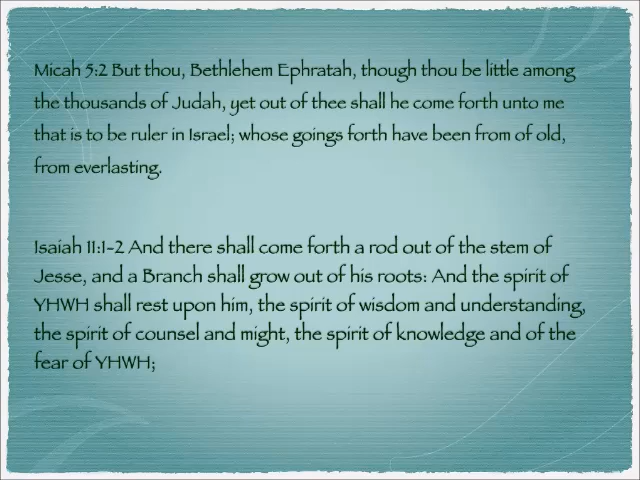 Micah 5:2 But thou, Bethlehem Ephratah, though thou be little among
the thousands of Judah, yet out of thee shall he come forth unto me
that is to be ruler in Israel; whose goings forth have been from of old,
from everlasting.
Isaiah 11:1-2 And there shall come forth a rod out of the stem of
Jesse, and a Branch shall grow out of his roots: And the spirit of
YHWH shall rest upon him, the spirit of wisdom and understanding,
the spirit of counsel and might, the spirit of knowledge and of the
fear of YHWH;